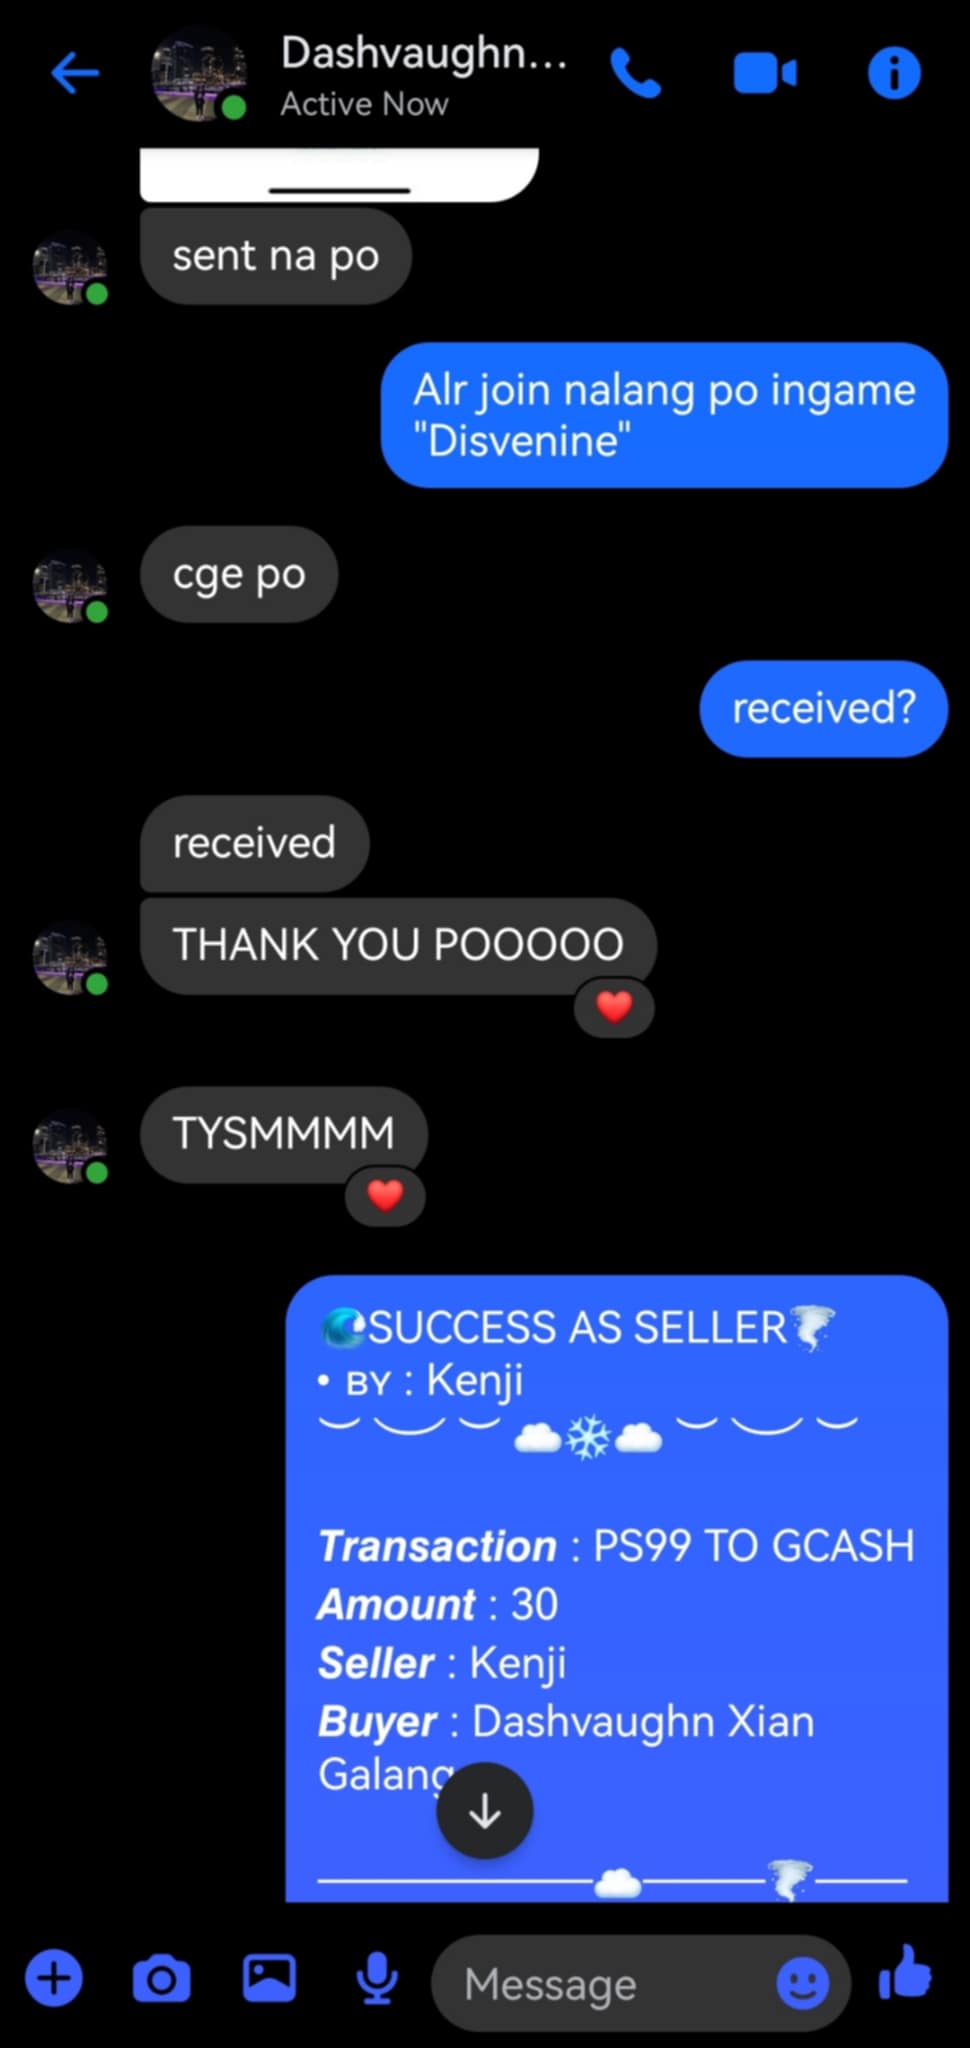 Dashvaughn...
Active Now
sent na po
Alr join nalang po ingame
"Disvenine"
cge po
received?
received
THANK YOU POOOOO
TYSMMMM
🌊SUCCESS AS SELLER🌪️
• ʙʏ : Kenji
Transaction : PS99 TO GCASH
Amount : 30
Seller : Kenji
Buyer : Dashvaughn Xian
Galang
Message